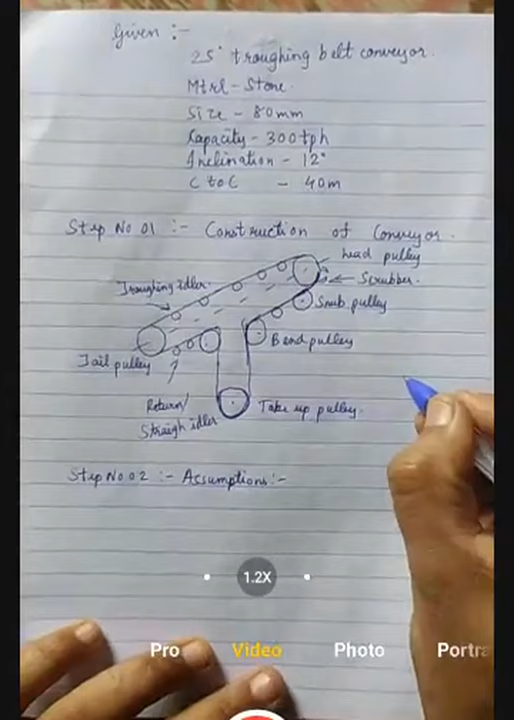 Given :-
25° troughing belt conveyor.
Mtrl - Stone.
Size - 80mm
Capacity - 300tph
Inclination - 12°
C to C - 40m
Step No 01 :- Construction of Conveyor.
head pulley
Troughing idler.
Scrubber.
Snub pulley
Bend pulley
Tail pulley
Return/
Straigh idler
Take up pulley.
Step No 02 :- Assumptions:-
1.2X
Pro
Video
Photo
Portra